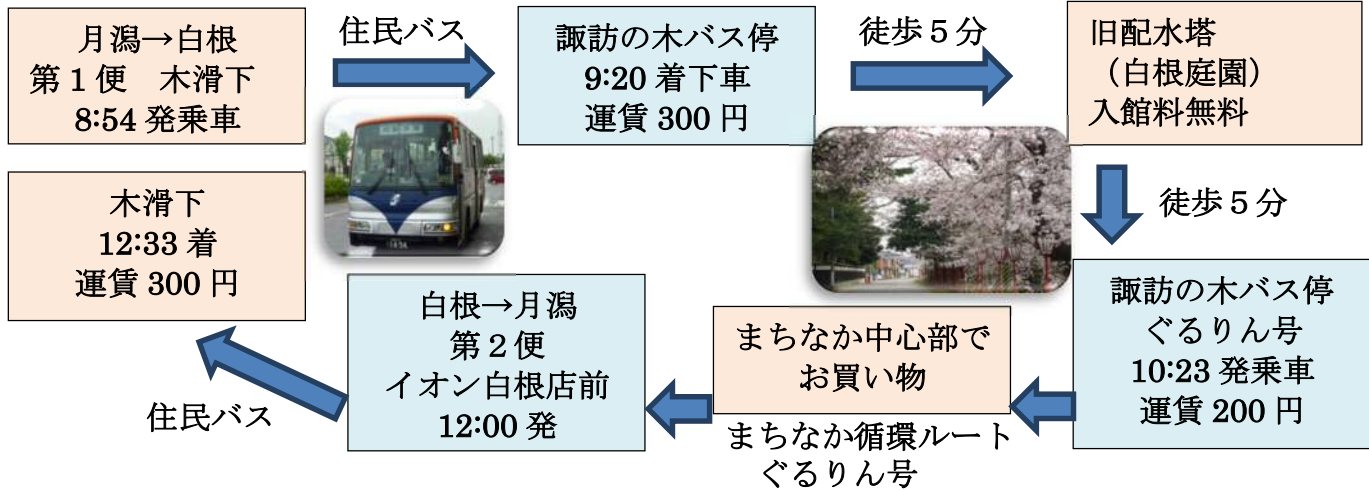 月潟→白根
第１便　木滑下
8:54 発乗車
住民バス
諏訪の木バス停
9:20 着下車
運賃 300 円
徒歩５分
旧配水塔
（白根庭園）
入館料無料
徒歩５分
諏訪の木バス停
ぐるりん号
10:23 発乗車
運賃 200 円
まちなか中心部で
お買い物
まちなか循環ルート
ぐるりん号
白根→月潟
第２便
イオン白根店前
12:00 発
住民バス
木滑下
12:33 着
運賃 300 円